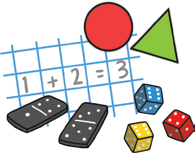 1 + 2 = 3